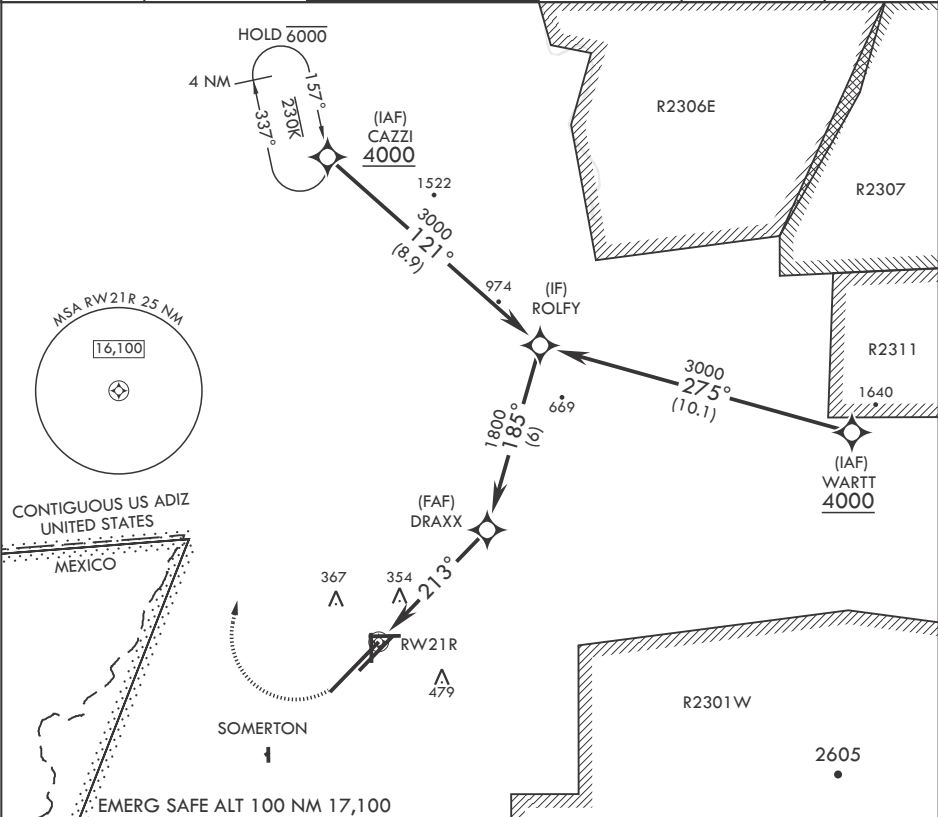 HOLD 6000
4 NM
157°
230K
337°
(IAF)
CAZZI
4000
R2306E
R2307
1522
3000
121°
(8.9)
974
(IF)
ROLFY
MSA RW21R 25 NM
16,100
R2311
3000
275°
(10.1)
1640
669
1800
185°
(6)
(IAF)
WARTT
4000
(FAF)
DRAXX
CONTIGUOUS US ADIZ
UNITED STATES
MEXICO
213°
367
354
RW21R
479
SOMERTON
R2301W
2605
EMERG SAFE ALT 100 NM 17,100